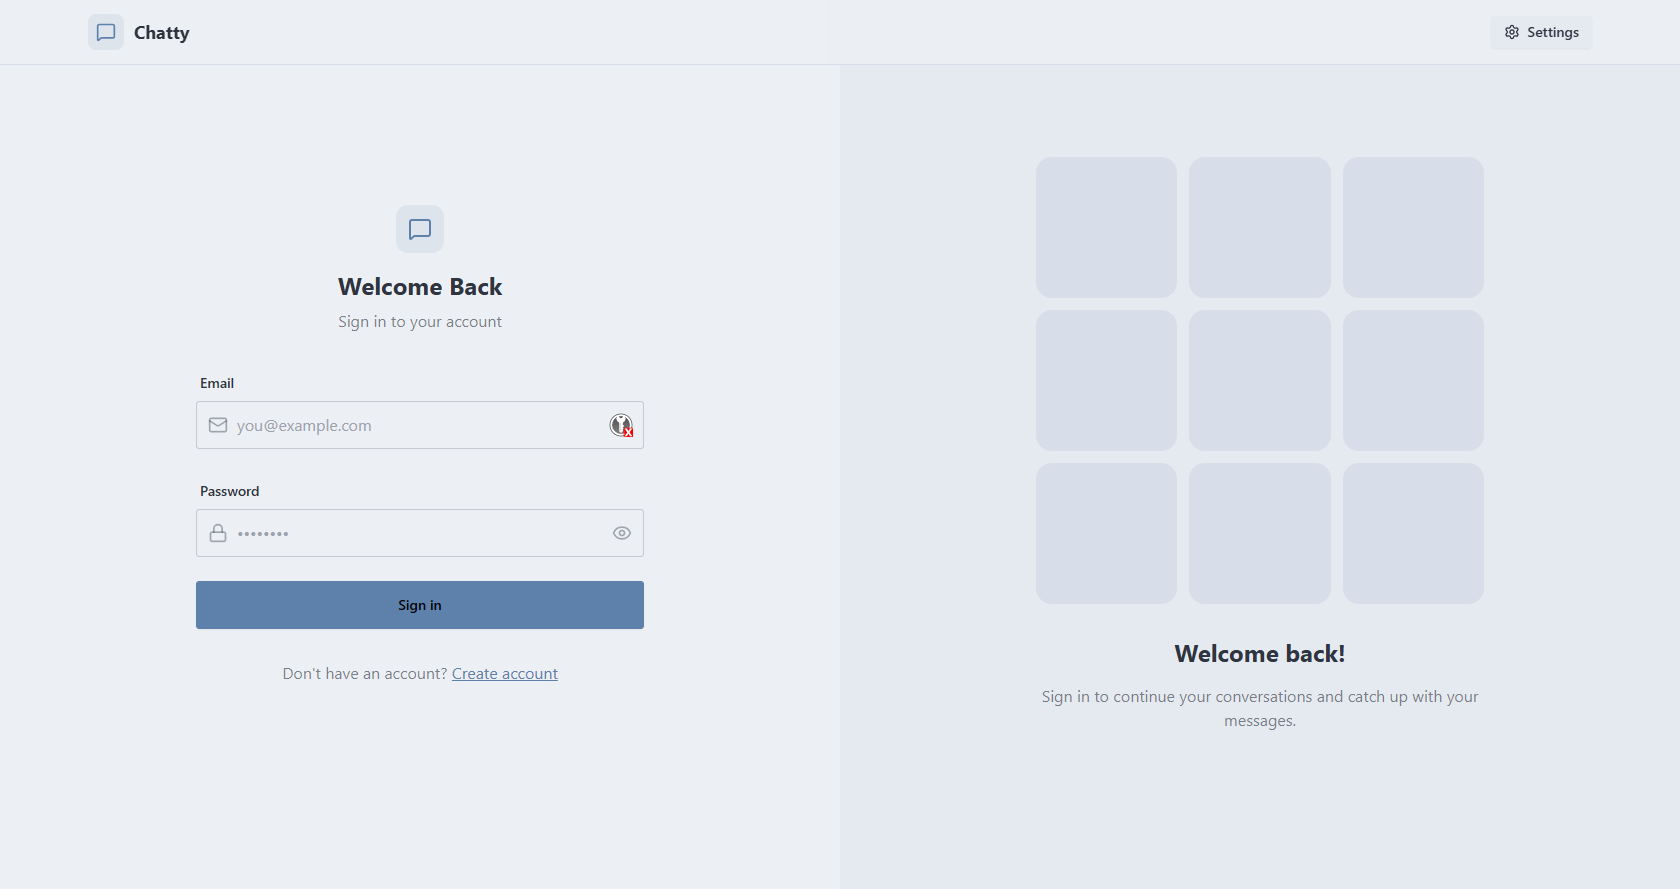 Chatty
Settings
Welcome Back
Sign in to your account
Email
you@example.com
Password
••••••••
Sign in
Don't have an account? Create account
Welcome back!
Sign in to continue your conversations and catch up with your
messages.